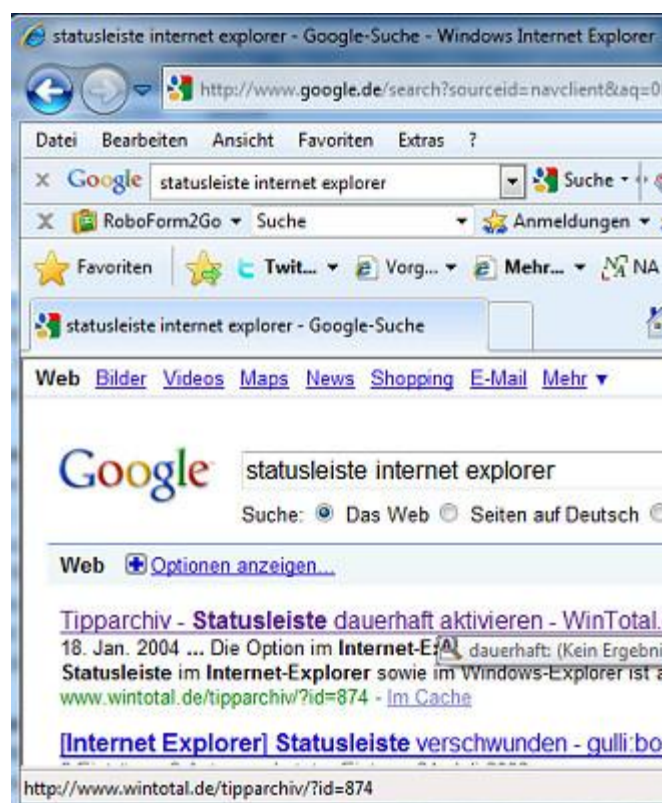 statusleiste internet explorer - Google-Suche - Windows Internet Explorer
http://www.google.de/search?sourceid=navclient&aq=0
Datei Bearbeiten Ansicht Favoriten Extras ?
X Google statusleiste internet explorer Suche
X RoboForm2Go Suche Anmeldungen
Favoriten Twit... Vorg... Mehr... NA NA
statusleiste internet explorer - Google-Suche
Web Bilder Videos Maps News Shopping E-Mail Mehr
Google statusleiste internet explorer
Suche: Das Web Seiten auf Deutsch
Web Optionen anzeigen...
Tipparchiv - Statusleiste dauerhaft aktivieren - WinTotal.
18. Jan. 2004 ... Die Option im Internet-E
dauerhaft: (Kein Ergebni
Statusleiste im Internet-Explorer sowie im Windows-Explorer ist a
www.wintotal.de/tipparchiv/?id=874 - Im Cache
[Internet Explorer] Statusleiste verschwunden - gulli:bo
http://www.wintotal.de/tipparchiv/?id=874